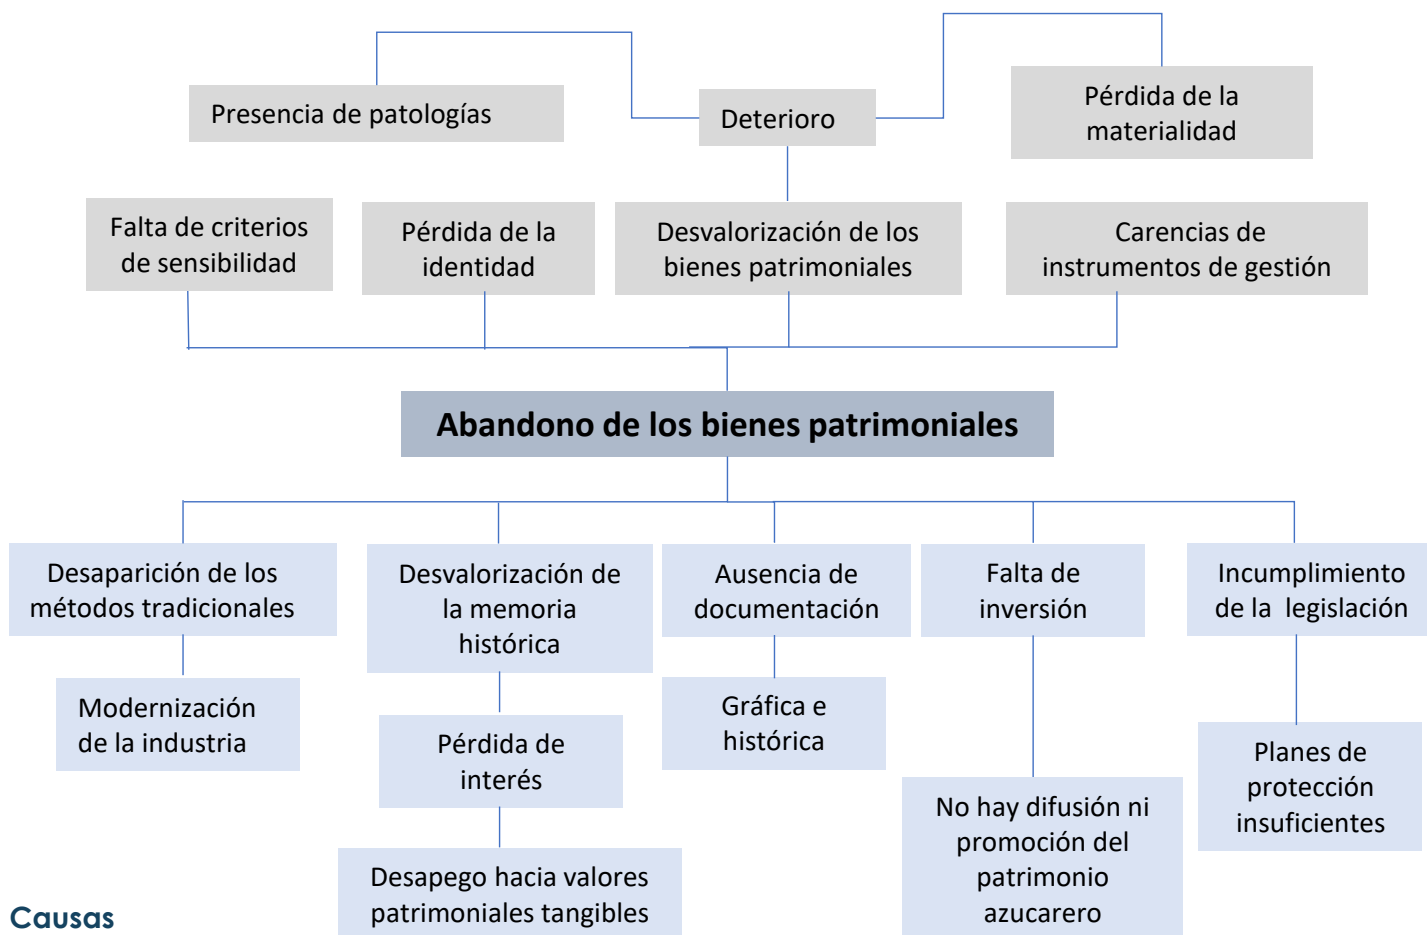 Presencia de patologías
Deterioro
Pérdida de la
materialidad
Falta de criterios
de sensibilidad
Pérdida de la
identidad
Desvalorización de los
bienes patrimoniales
Carencias de
instrumentos de gestión
Abandono de los bienes patrimoniales
Desaparición de los
métodos tradicionales
Desvalorización de
la memoria
histórica
Ausencia de
documentación
Falta de
inversión
Incumplimiento
de la legislación
Modernización
de la industria
Pérdida de
interés
Gráfica e
histórica
Planes de
protección
insuficientes
No hay difusión ni
promoción del
patrimonio
azucarero
Desapego hacia valores
patrimoniales tangibles
Causas